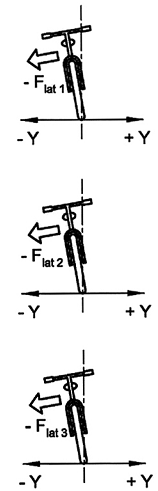 - F lat 1
- Y + Y
- F lat 2
- Y + Y
- F lat 3
- Y + Y